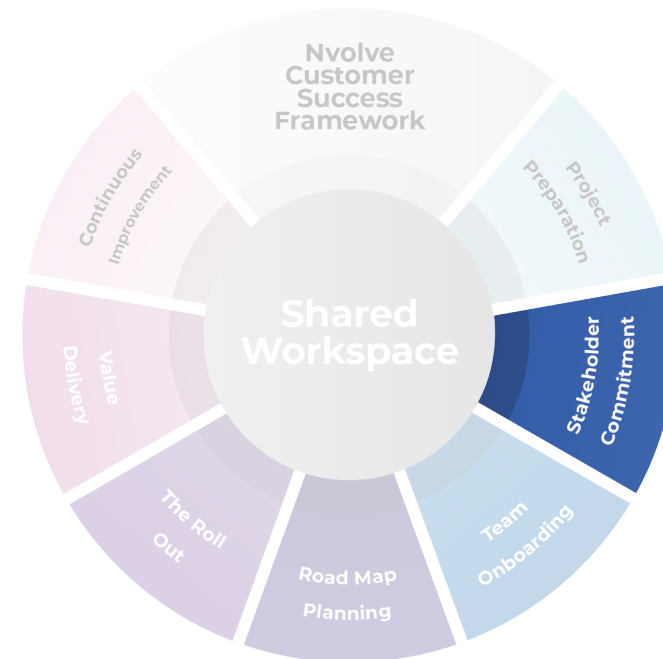 Nvolve
Customer
Success
Framework
Project
Preparation
Stakeholder
Commitment
Team
Onboarding
Road Map
Planning
The Roll
Out
Value
Delivery
Continuous
Improvement
Shared
Workspace